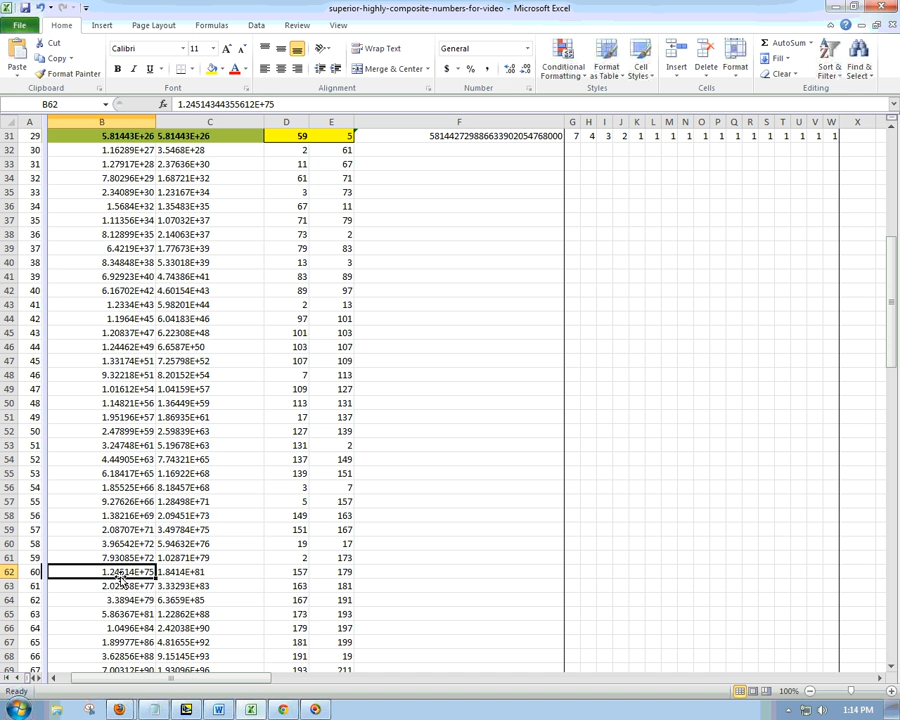 superior-highly-composite-numbers-for-video - Microsoft Excel
File Home Insert Page Layout Formulas Data Review View
Cut
Copy
Format Painter
Paste
Calibri 11
B I U
Wrap Text
Merge & Center
General
$ % ,
Conditional Formatting
Format as Table
Cell Styles
Insert Delete Format
AutoSum
Fill
Clear
Sort & Filter
Find & Select
Clipboard Font Alignment Number Styles Cells Editing
B62 fx 1.24514344355612E+75
A B C D E F G H I J K L M N O P Q R S T U V W X
31 29 5.81443E+26 5.81443E+26 59 5 581442729886633902054768000 7 4 3 2 1 1 1 1 1 1 1 1 1 1 1 1 1
32 30 1.16289E+27 3.5468E+28 2 61
33 31 1.27917E+28 2.37636E+30 11 67
34 32 7.80296E+29 1.68721E+32 61 71
35 33 2.34089E+30 1.23167E+34 3 73
36 34 1.5684E+32 1.35483E+35 67 11
37 35 1.11356E+34 1.07032E+37 71 79
38 36 8.12899E+35 2.14063E+37 73 2
39 37 6.4219E+37 1.77673E+39 79 83
40 38 8.34848E+38 5.33018E+39 13 3
41 39 6.92923E+40 4.74386E+41 83 89
42 40 6.16702E+42 4.60154E+43 89 97
43 41 1.2334E+43 5.98201E+44 2 13
44 42 1.1964E+45 6.04183E+46 97 101
45 43 1.20837E+47 6.22308E+48 101 103
46 44 1.24462E+49 6.6587E+50 103 107
47 45 1.33174E+51 7.25798E+52 107 109
48 46 9.32218E+51 8.20152E+54 7 113
49 47 1.01612E+54 1.04159E+57 109 127
50 48 1.14821E+56 1.36449E+59 113 131
51 49 1.95196E+57 1.86935E+61 17 137
52 50 2.47899E+59 2.59839E+63 127 139
53 51 3.24748E+61 5.19678E+63 131 2
54 52 4.44905E+63 7.74321E+65 137 149
55 53 6.18417E+65 1.16922E+68 139 151
56 54 1.85525E+66 8.18457E+68 3 7
57 55 9.27626E+66 1.28498E+71 5 157
58 56 1.38216E+69 2.09451E+73 149 163
59 57 2.08707E+71 3.49784E+75 151 167
60 58 3.96542E+72 5.94632E+76 19 17
61 59 7.93085E+72 1.02871E+79 2 173
62 60 1.24514E+75 1.8414E+81 157 179
63 61 3.33293E+83 163 181
64 62 3.3894E+79 6.3659E+85 167 191
65 63 5.86367E+81 1.22862E+88 173 193
66 64 1.0496E+84 2.42038E+90 179 197
67 65 1.89977E+86 4.81655E+92 181 199
68 66 3.62856E+88 9.15145E+93 191 19
69 67 7.00312E+90 1.93096E+96 193 211
Ready 100%
1:14 PM